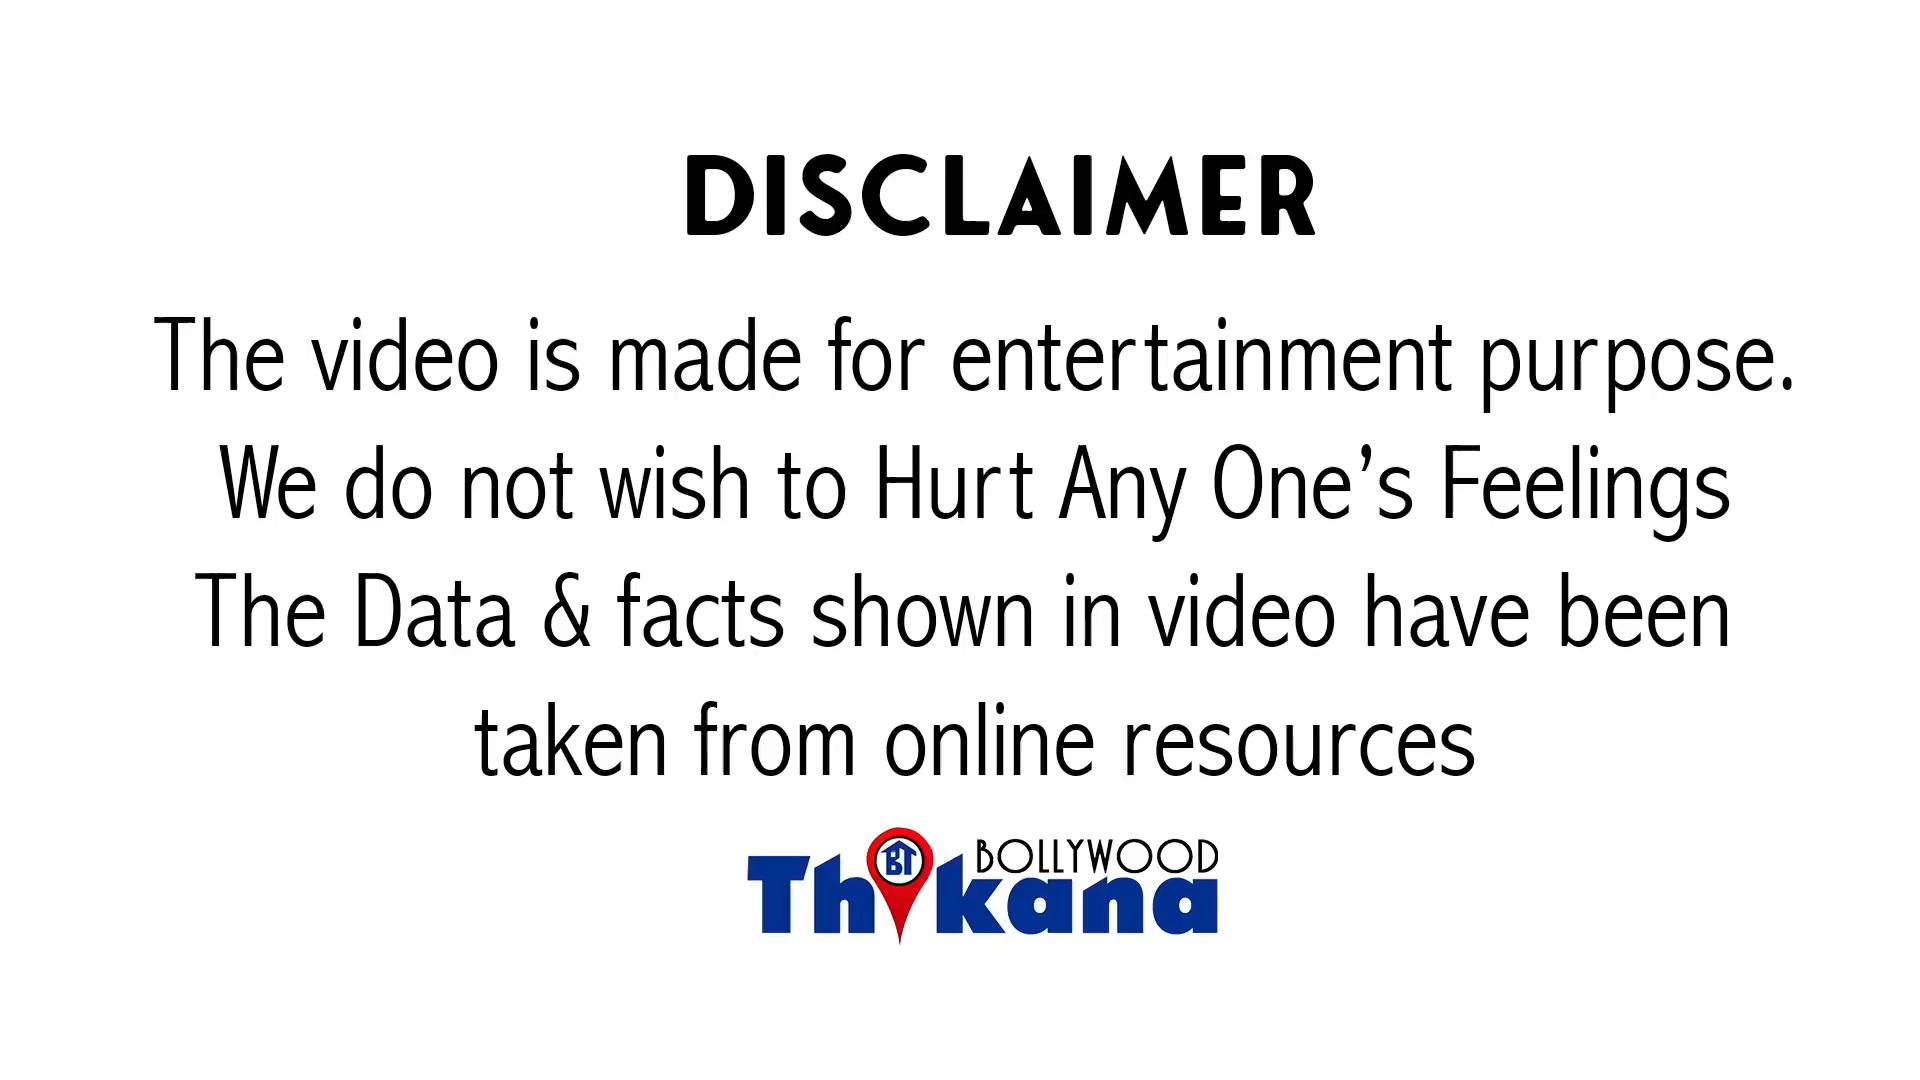 DISCLAIMER
The video is made for entertainment purpose.
We do not wish to Hurt Any One’s Feelings
The Data & facts shown in video have been
taken from online resources
BT
BOLLYWOOD
Thikana